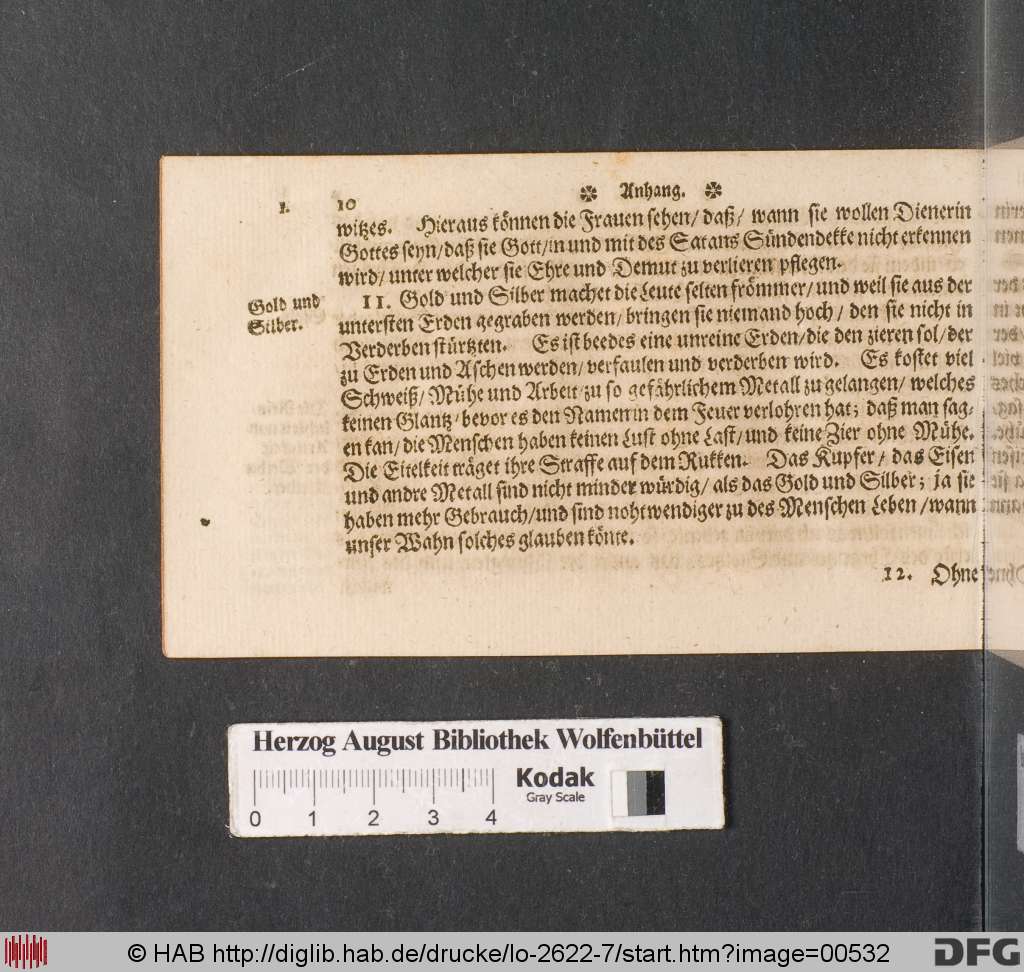 1. 10 ✼ Anhang. ✼
witzes. Hieraus können die Frauen sehen/ daß/ wann sie wollen Dienerin
Gottes seyn/daß sie Gott/in und mit des Satans Sündendekke nicht erkennen
wird/ unter welcher sie Ehre und Demut zu verlieren pflegen.
Gold und
Silber.
11. Gold und Silber machet die Leute selten frömmer/ und weil sie aus der
untersten Erden gegraben werden/ bringen sie niemand hoch/ den sie nicht in
Verderben stürtzten. Es ist beedes eine unreine Erden/die den zieren sol/der
zu Erden und Aschen werden/ verfaulen und verderben wird. Es kostet viel
Schweiß/ Mühe und Arbeit/zu so gefährlichem Metall zu gelangen/ welches
keinen Glantz/bevor es den Namen in dem Feuer verlohren hat; daß man sag-
en kan/die Menschen haben keinen Lust ohne Last/und keine Zier ohne Mühe.
Die Eitelkeit träget ihre Straffe auf dem Rukken. Das Kupfer/ das Eisen
und andre Metall sind nicht minder würdig/ als das Gold und Silber; ja sie
haben mehr Gebrauch/und sind nohtwendiger zu des Menschen Leben/wann
unser Wahn solches glauben könte.
12. Ohne
Herzog August Bibliothek Wolfenbüttel
Kodak
Gray Scale
0 1 2 3 4
© HAB http://diglib.hab.de/drucke/lo-2622-7/start.htm?image=00532
DFG